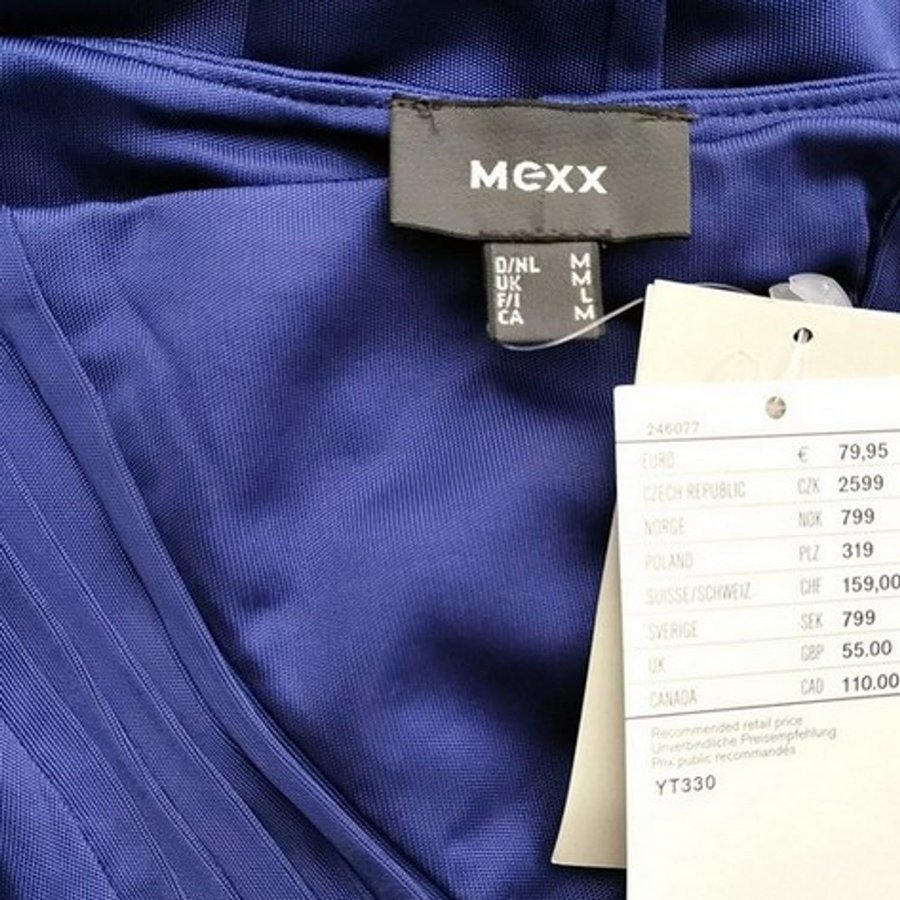 Mexx
D/NL M
UK M
F/I L
CA M
246077
EURO € 79,95
CZECH REPUBLIC CZK 2599
NORGE NOK 799
POLAND PLZ 319
SUISSE/SCHWEIZ CHF 159,00
SVERIGE SEK 799
UK GBP 55.00
CANADA CAD 110.00
Recommended retail price
Unverbindliche Preisempfehlung
Prix public recommandés
YT330